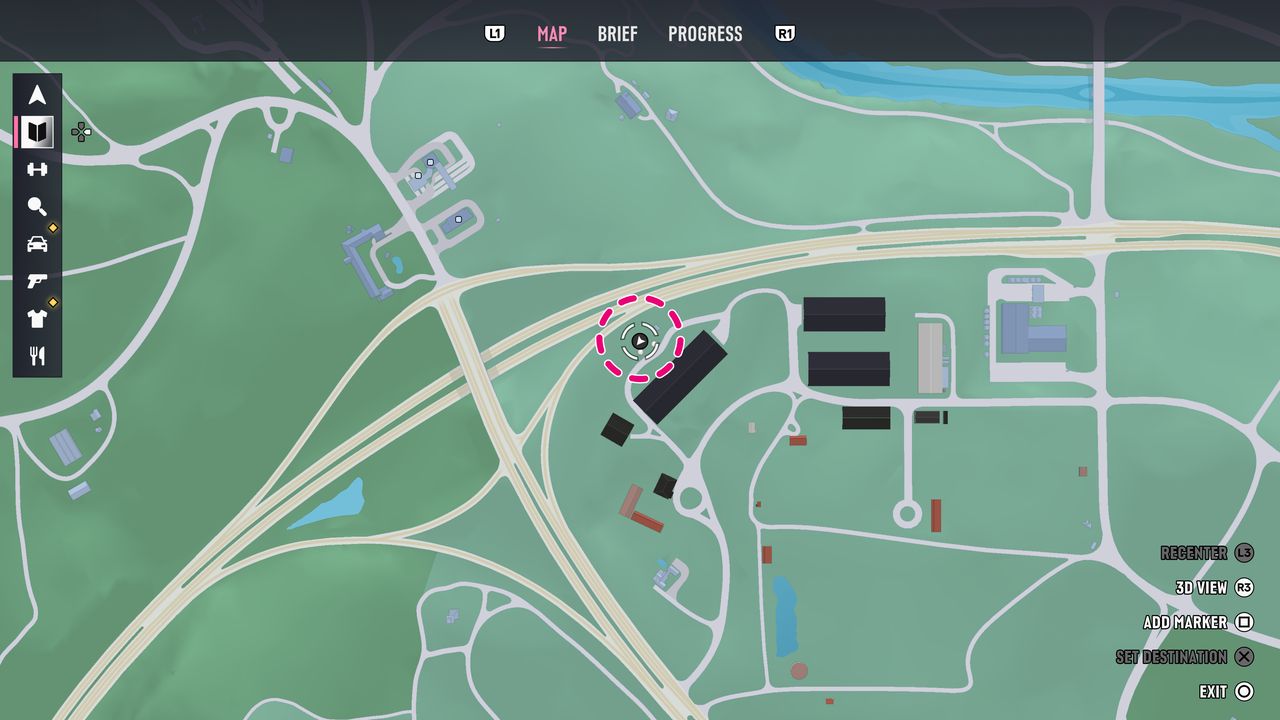 L1 MAP BRIEF PROGRESS R1
RECENTER L3
3D VIEW R3
ADD MARKER
SET DESTINATION
EXIT